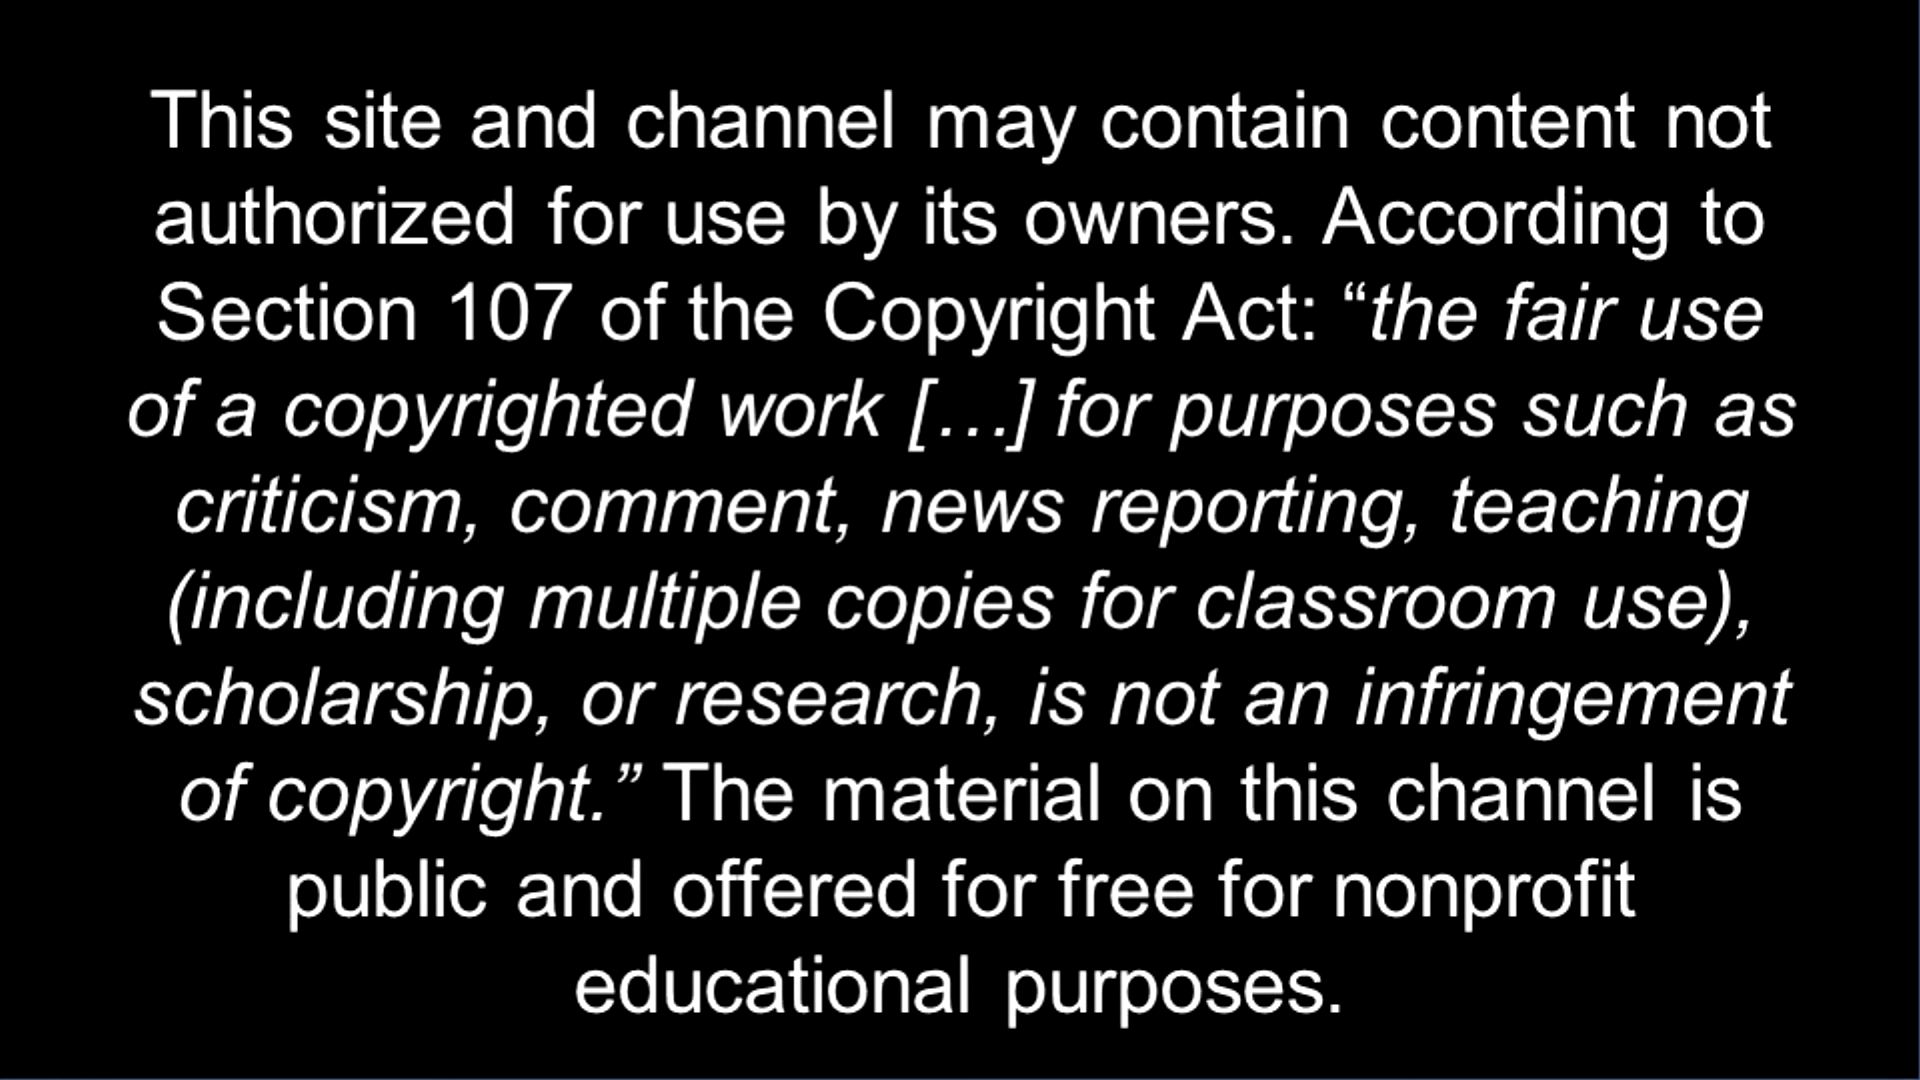 This site and channel may contain content not
authorized for use by its owners. According to
Section 107 of the Copyright Act: “the fair use
of a copyrighted work […] for purposes such as
criticism, comment, news reporting, teaching
(including multiple copies for classroom use),
scholarship, or research, is not an infringement
of copyright.” The material on this channel is
public and offered for free for nonprofit
educational purposes.